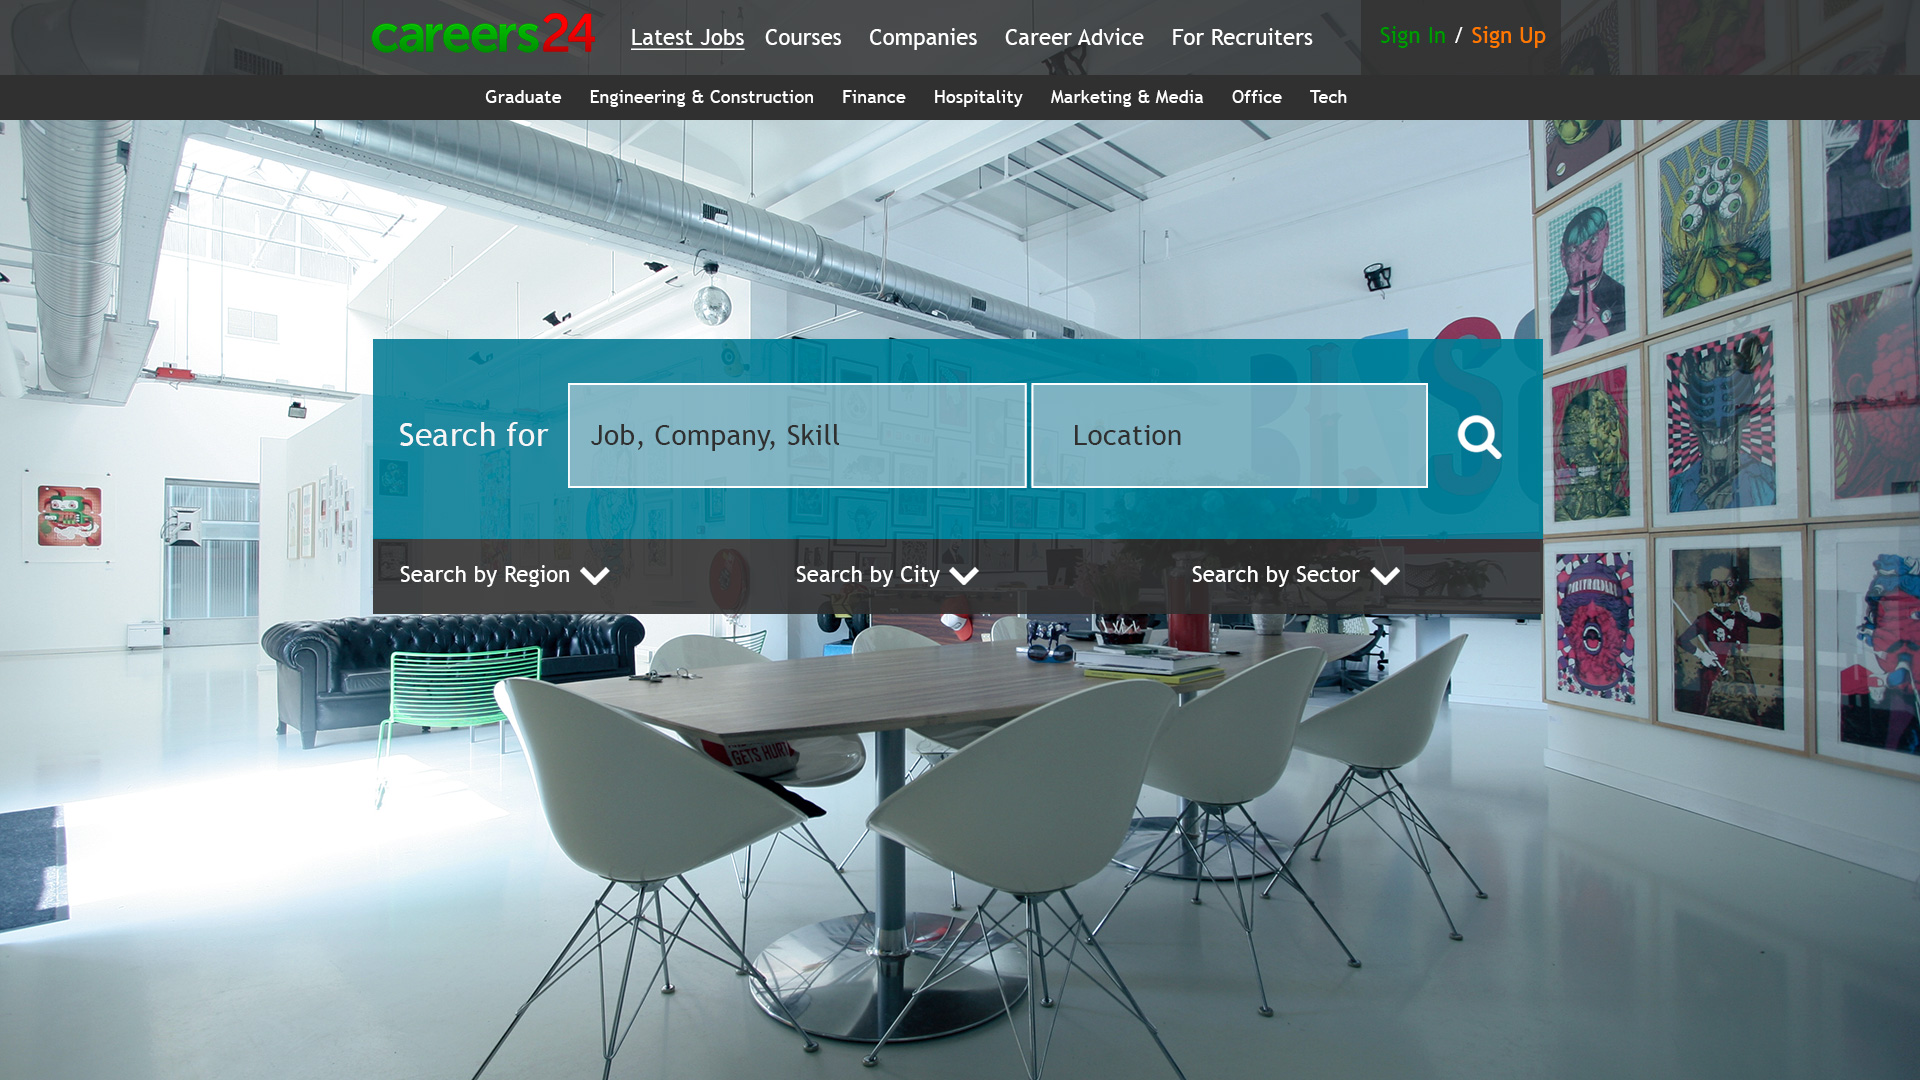 careers24
Latest Jobs Courses Companies Career Advice For Recruiters Sign In / Sign Up
Graduate Engineering & Construction Finance Hospitality Marketing & Media Office Tech
Search for Job, Company, Skill Location
Search by Region Search by City Search by Sector
GETS HURT